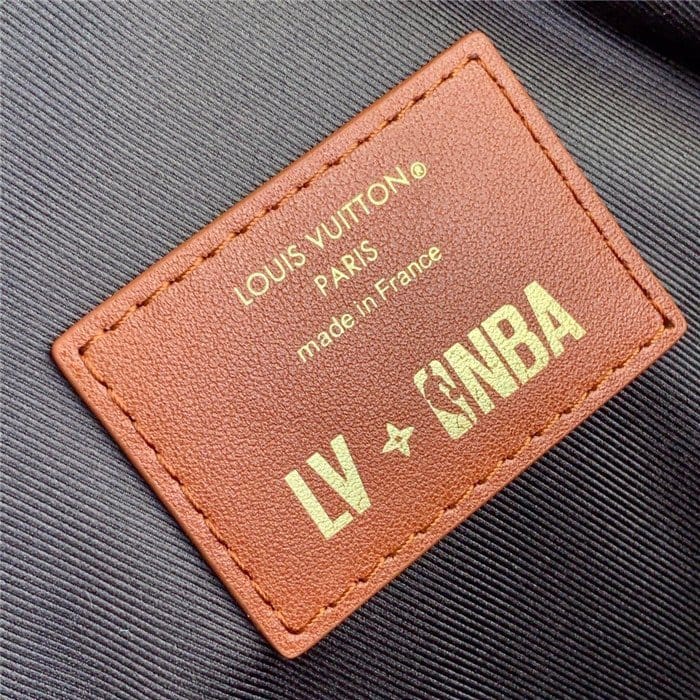 LOUIS VUITTON®
PARIS
made in France
LV NBA